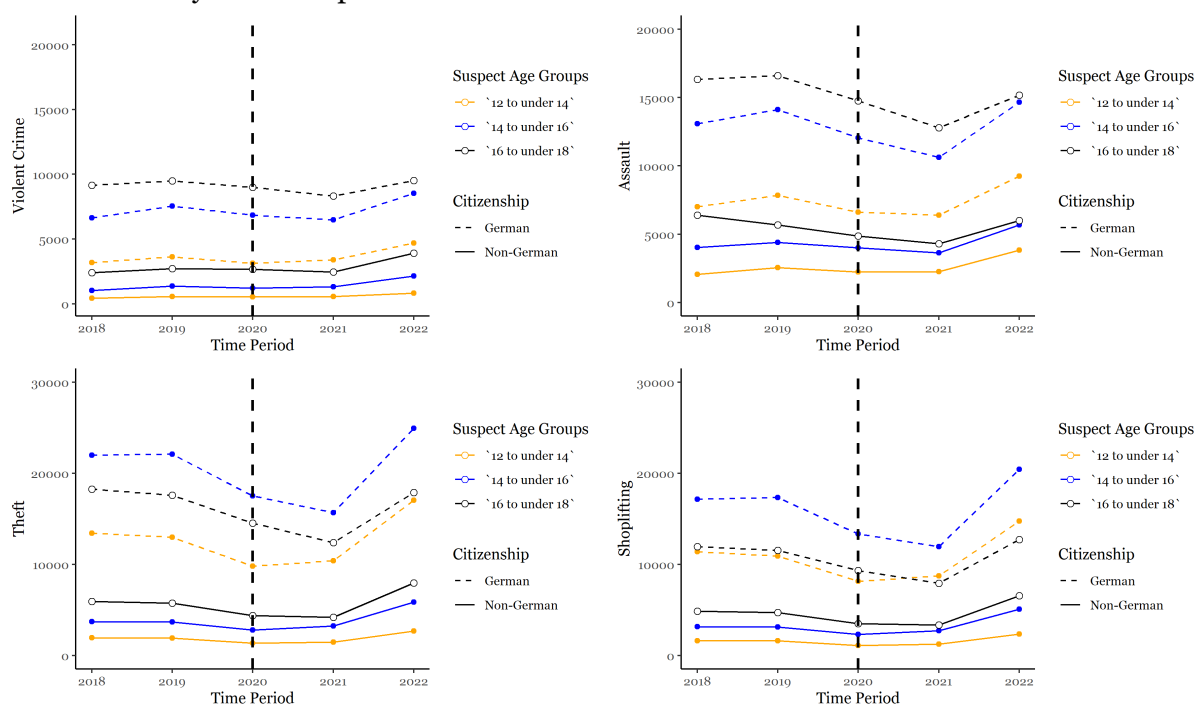 20000
15000
10000
5000
0
Violent Crime
2018 2019 2020 2021 2022
Time Period
Suspect Age Groups
`12 to under 14`
`14 to under 16`
`16 to under 18`
Citizenship
German
Non-German
20000
15000
10000
5000
0
Assault
2018 2019 2020 2021 2022
Time Period
Suspect Age Groups
`12 to under 14`
`14 to under 16`
`16 to under 18`
Citizenship
German
Non-German
30000
20000
10000
0
Theft
2018 2019 2020 2021 2022
Time Period
Suspect Age Groups
`12 to under 14`
`14 to under 16`
`16 to under 18`
Citizenship
German
Non-German
30000
20000
10000
0
Shoplifting
2018 2019 2020 2021 2022
Time Period
Suspect Age Groups
`12 to under 14`
`14 to under 16`
`16 to under 18`
Citizenship
German
Non-German